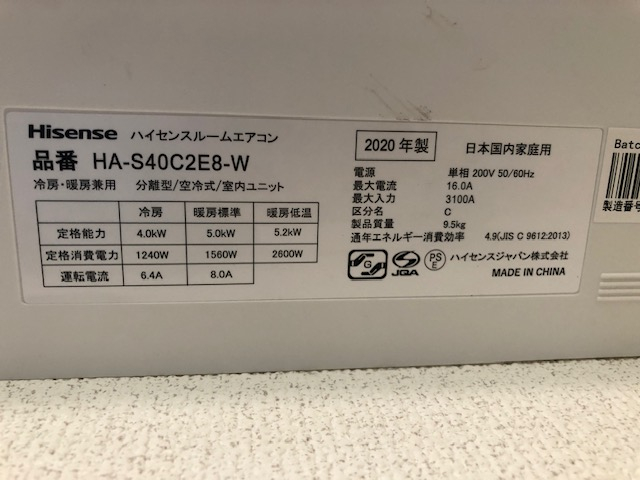 Hisense ハイセンスルームエアコン
品番 HA-S40C2E8-W
冷房・暖房兼用 分離型/空冷式/室内ユニット
冷房 暖房標準 暖房低温
定格能力 4.0kW 5.0kW 5.2kW
定格消費電力 1240W 1560W 2600W
運転電流 6.4A 8.0A
2020年製 日本国内家庭用
電源 単相 200V 50/60Hz
最大電流 16.0A
最大入力 3100A
区分名 C
製品質量 9.5kg
通年エネルギー消費効率 4.9(JIS C 9612:2013)
G JQA PS E ハイセンスジャパン株式会社
MADE IN CHINA
Batc
製造番号